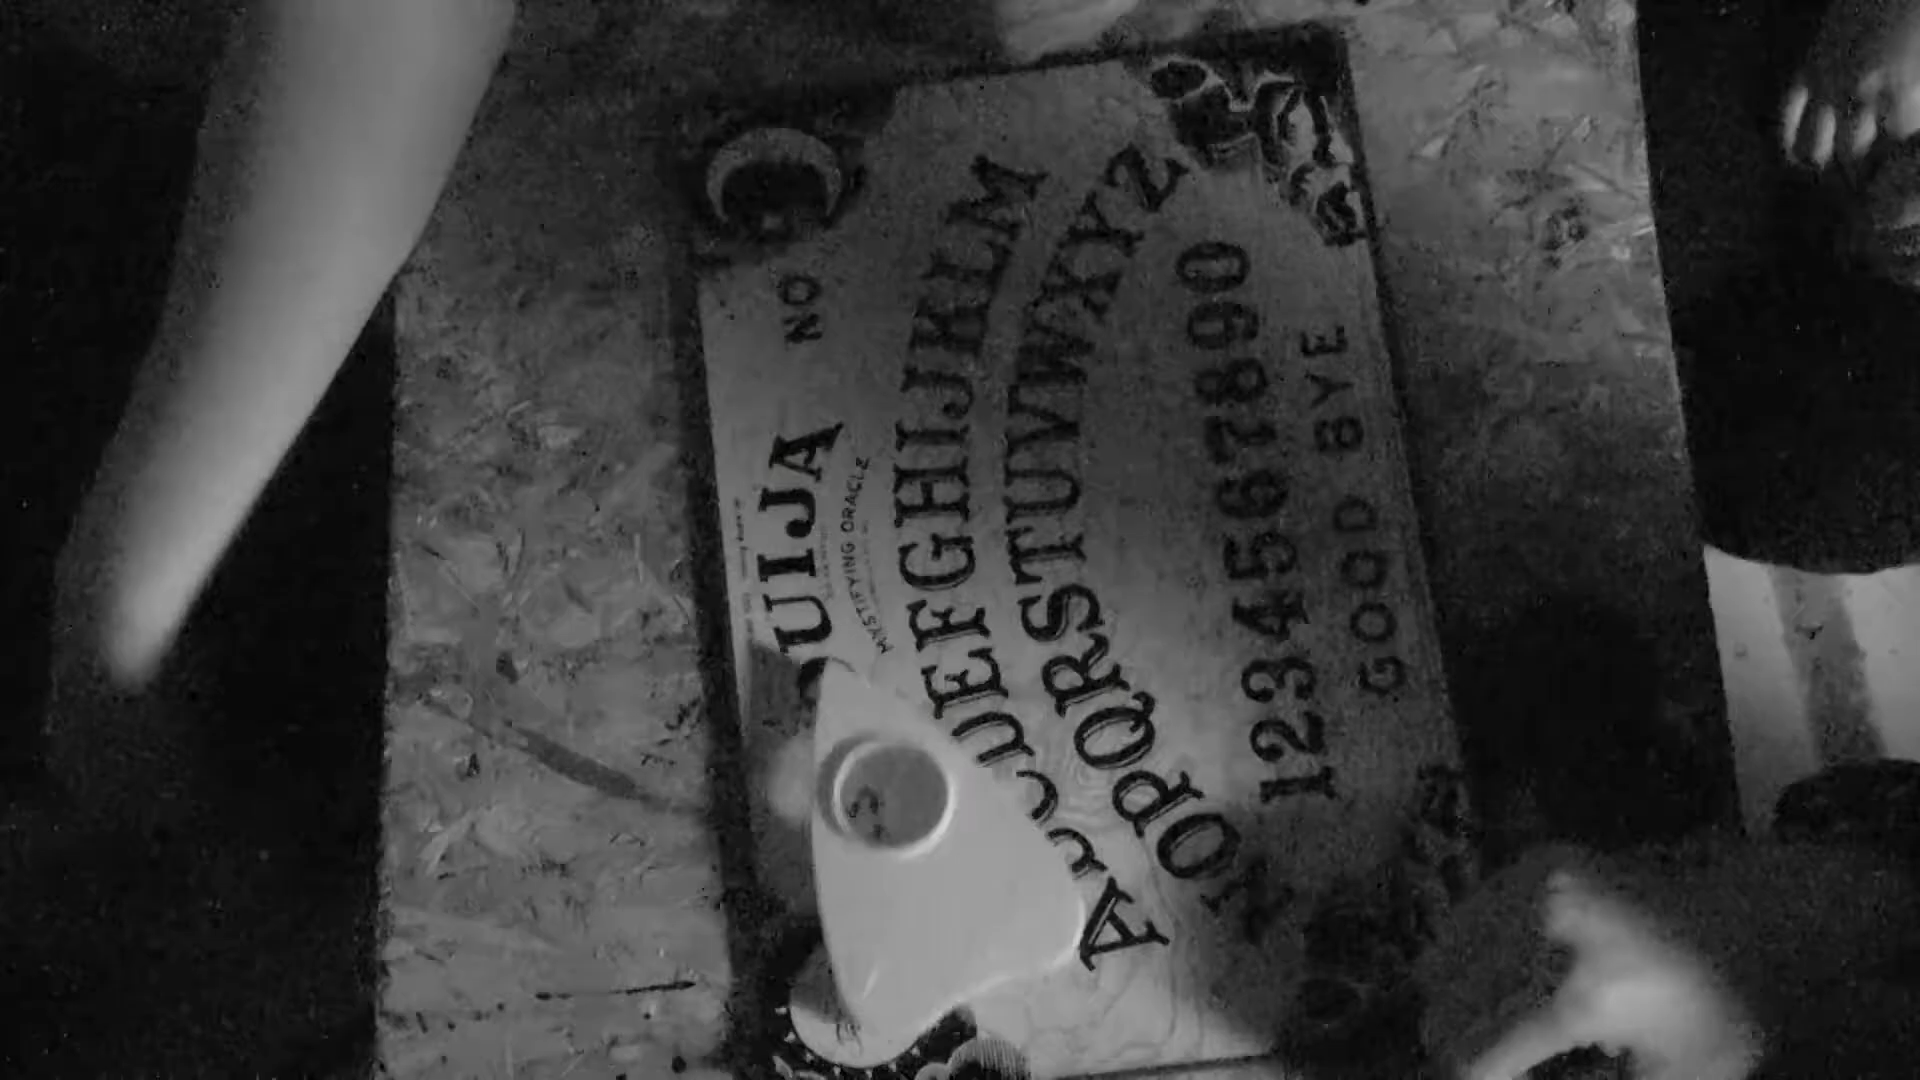 NO
OUIJA
MYSTIFYING ORACLE
ABCDEFGHIJKLM
NOPQRSTUVWXYZ
1234567890
GOOD BYE